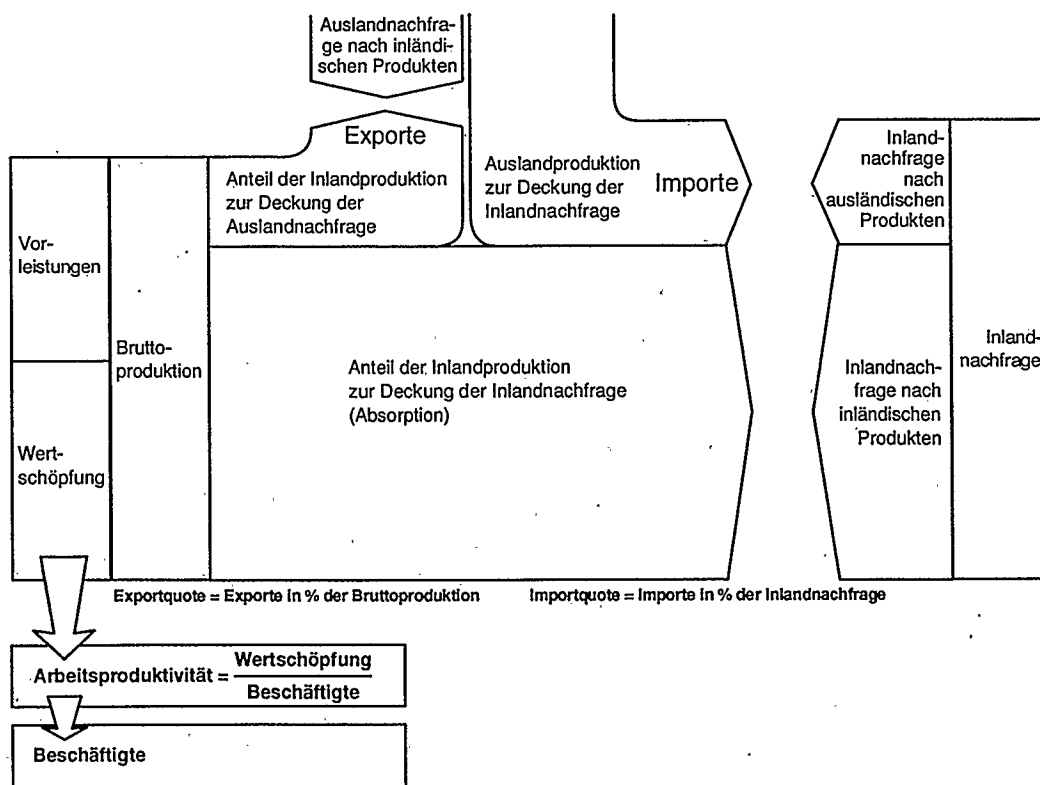 Auslandnachfra-
ge nach inländi-
schen Produkten
Exporte
Anteil der Inlandproduktion
zur Deckung der
Auslandnachfrage
Auslandproduktion
zur Deckung der
Inlandnachfrage
Importe
Inland-
nachfrage
nach
ausländischen
Produkten
Vor-
leistungen
Brutto-
produktion
Anteil der Inlandproduktion
zur Deckung der Inlandnachfrage
(Absorption)
Inlandnach-
frage nach
inländischen
Produkten
Inland-
nachfrage
Wert-
schöpfung
Exportquote = Exporte in % der Bruttoproduktion
Importquote = Importe in % der Inlandnachfrage
Arbeitsproduktivität = Wertschöpfung
Beschäftigte
Beschäftigte